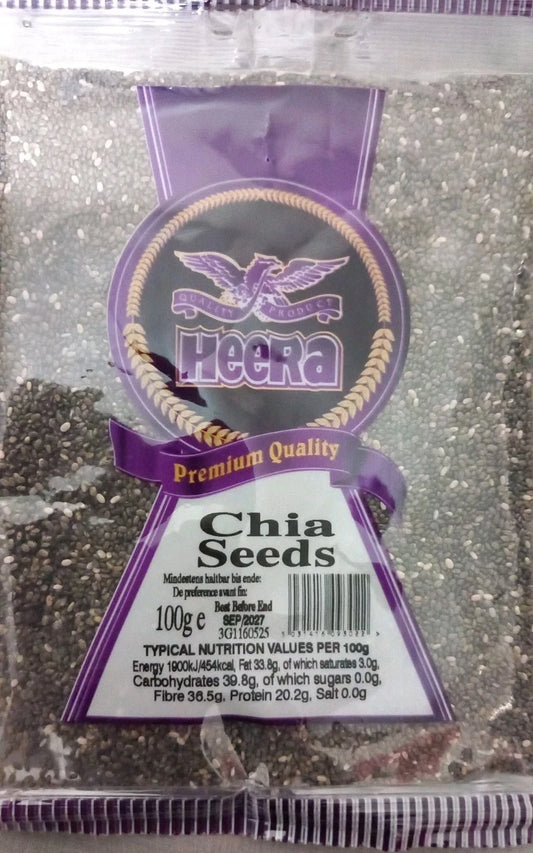 QUALITY PRODUCT
HEERA
Premium Quality
Chia
Seeds
Mindestens haltbar bis ende:
De preference avant fin:
100g e
Best Before End
SEP/2027
3G1160525
TYPICAL NUTRITION VALUES PER 100g
Energy 1900kJ/454kcal, Fat 33.8g, of which saturates 3.0g,
Carbohydrates 39.8g, of which sugars 0.0g,
Fibre 36.5g, Protein 20.2g, Salt 0.0g